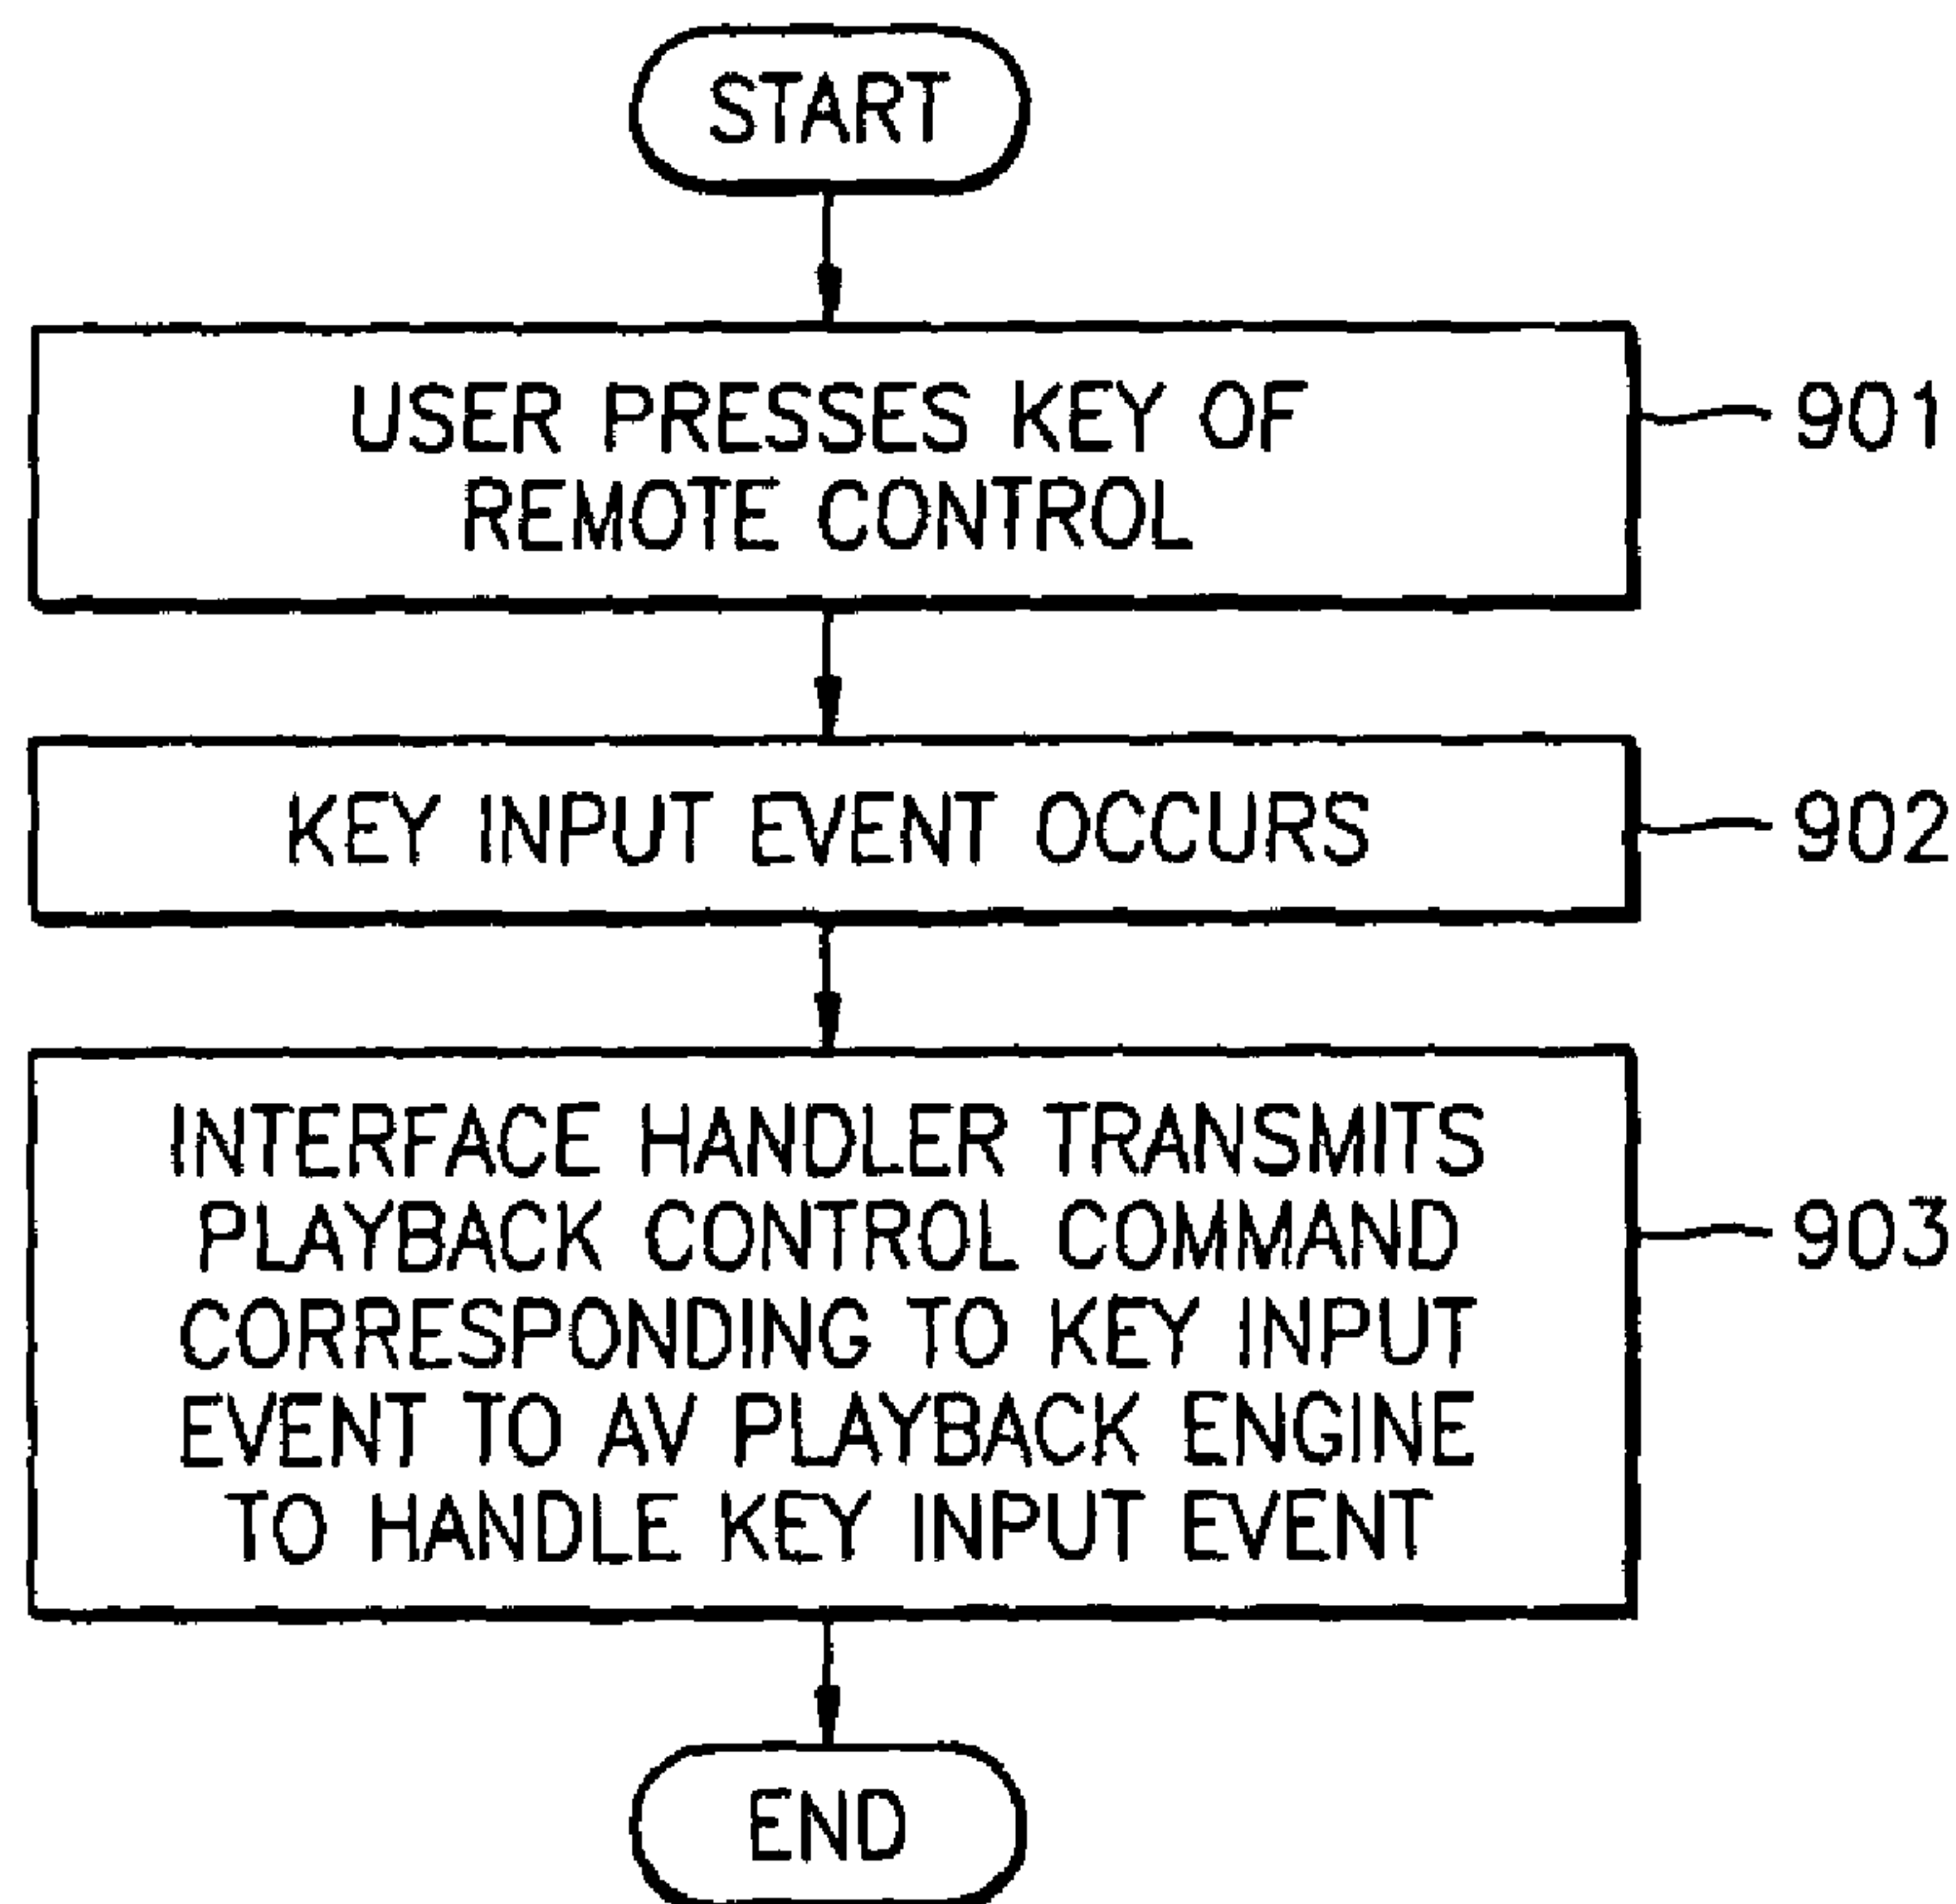 START
USER PRESSES KEY OF
REMOTE CONTROL
901
KEY INPUT EVENT OCCURS
902
INTERFACE HANDLER TRANSMITS
PLAYBACK CONTROL COMMAND
CORRESPONDING TO KEY INPUT
EVENT TO AV PLAYBACK ENGINE
TO HANDLE KEY INPUT EVENT
903
END